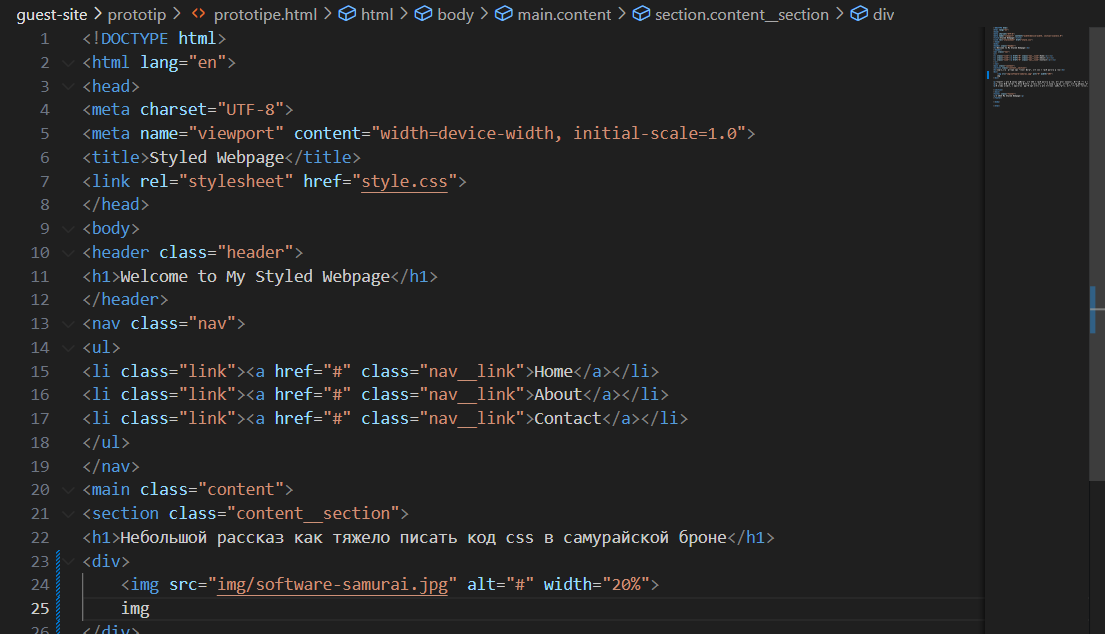 guest-site > prototip > <> prototipe.html > html > body > main.content > section.content__section > div
1 <!DOCTYPE html>
2 <html lang="en">
3 <head>
4 <meta charset="UTF-8">
5 <meta name="viewport" content="width=device-width, initial-scale=1.0">
6 <title>Styled Webpage</title>
7 <link rel="stylesheet" href="style.css">
8 </head>
9 <body>
10 <header class="header">
11 <h1>Welcome to My Styled Webpage</h1>
12 </header>
13 <nav class="nav">
14 <ul>
15 <li class="link"><a href="#" class="nav__link">Home</a></li>
16 <li class="link"><a href="#" class="nav__link">About</a></li>
17 <li class="link"><a href="#" class="nav__link">Contact</a></li>
18 </ul>
19 </nav>
20 <main class="content">
21 <section class="content__section">
22 <h1>Небольшой рассказ как тяжело писать код css в самурайской броне</h1>
23 <div>
24 <img src="img/software-samurai.jpg" alt="#" width="20%">
25 img
26 </div>